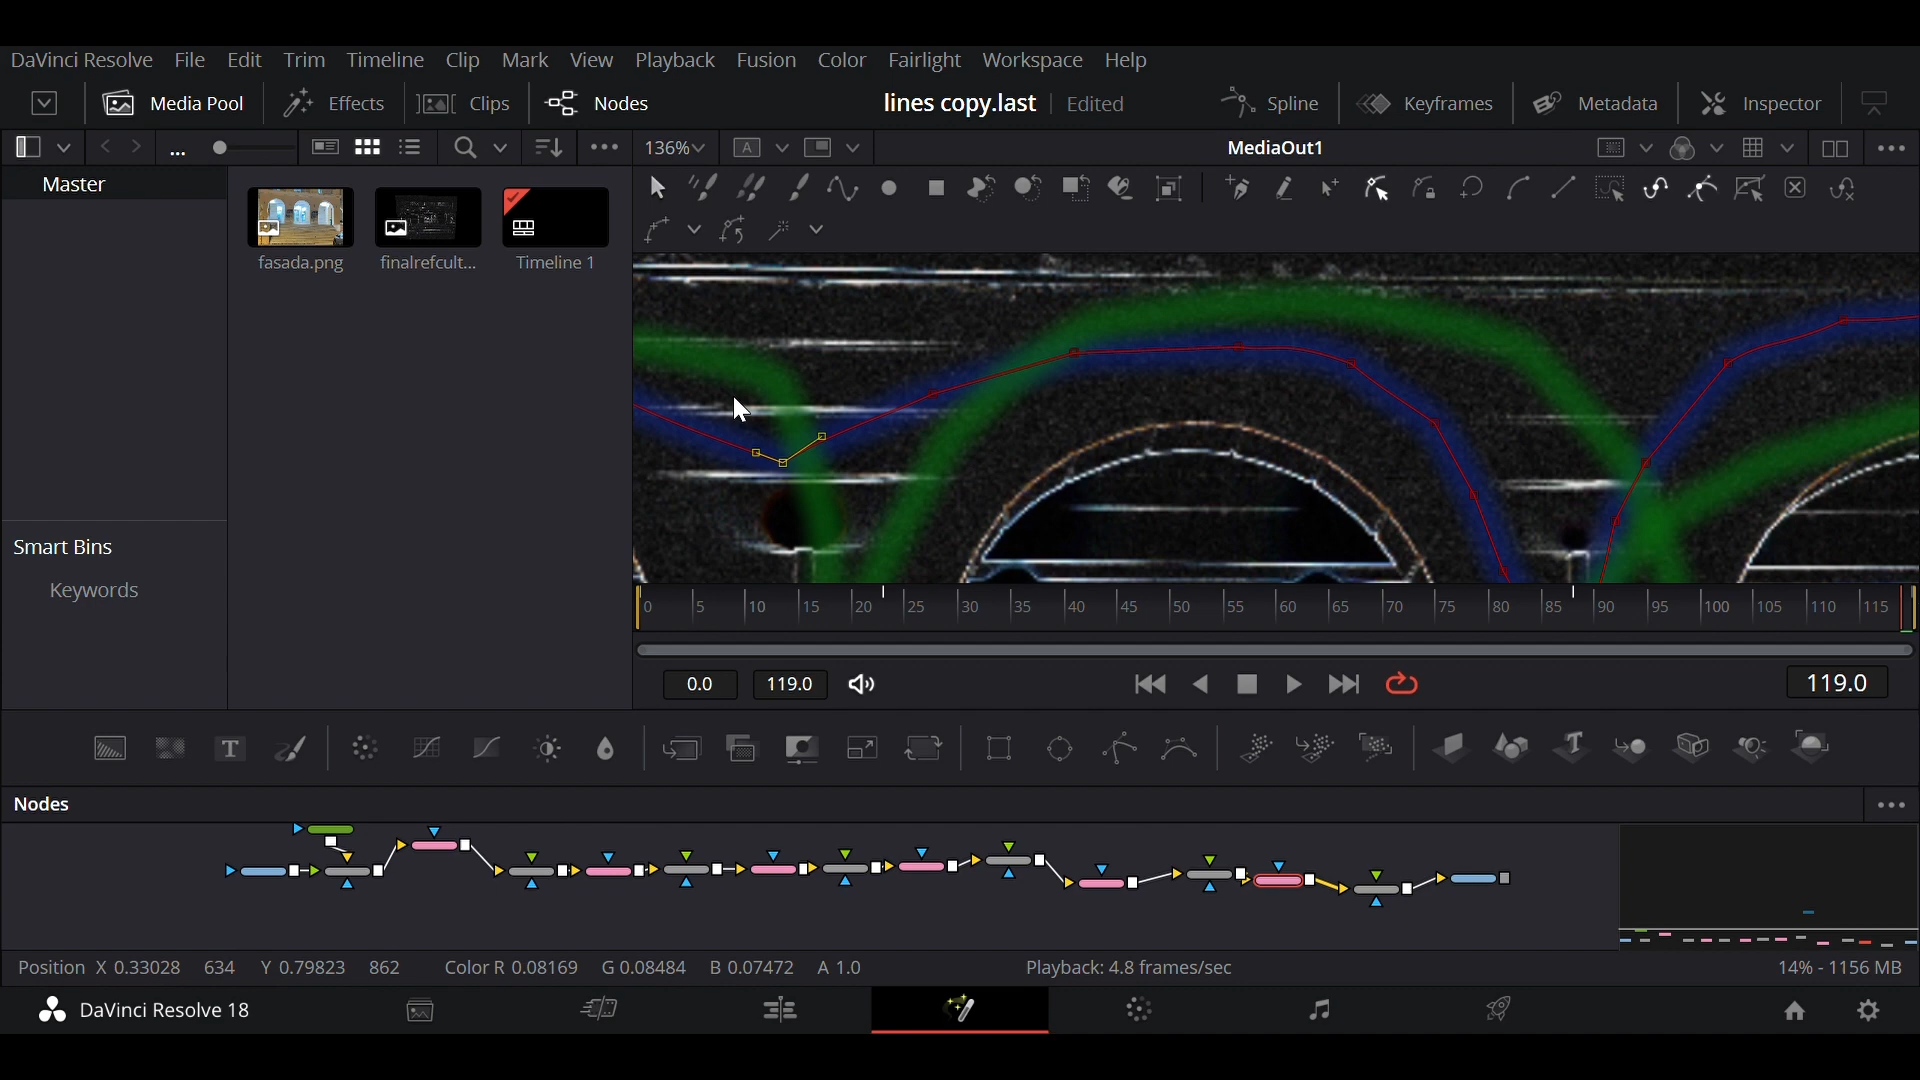 DaVinci Resolve File Edit Trim Timeline Clip Mark View Playback Fusion Color Fairlight Workspace Help
Media Pool Effects Clips Nodes lines copy.last Edited Spline Keyframes Metadata Inspector
... 136% A MediaOut1
Master
fasada.png finalrefcult... Timeline 1
Smart Bins
Keywords
0 5 10 15 20 25 30 35 40 45 50 55 60 65 70 75 80 85 90 95 100 105 110 115
0.0 119.0 119.0
T T
Nodes
Position X 0.33028 634 Y 0.79823 862 Color R 0.08169 G 0.08484 B 0.07472 A 1.0 Playback: 4.8 frames/sec 14% - 1156 MB
DaVinci Resolve 18